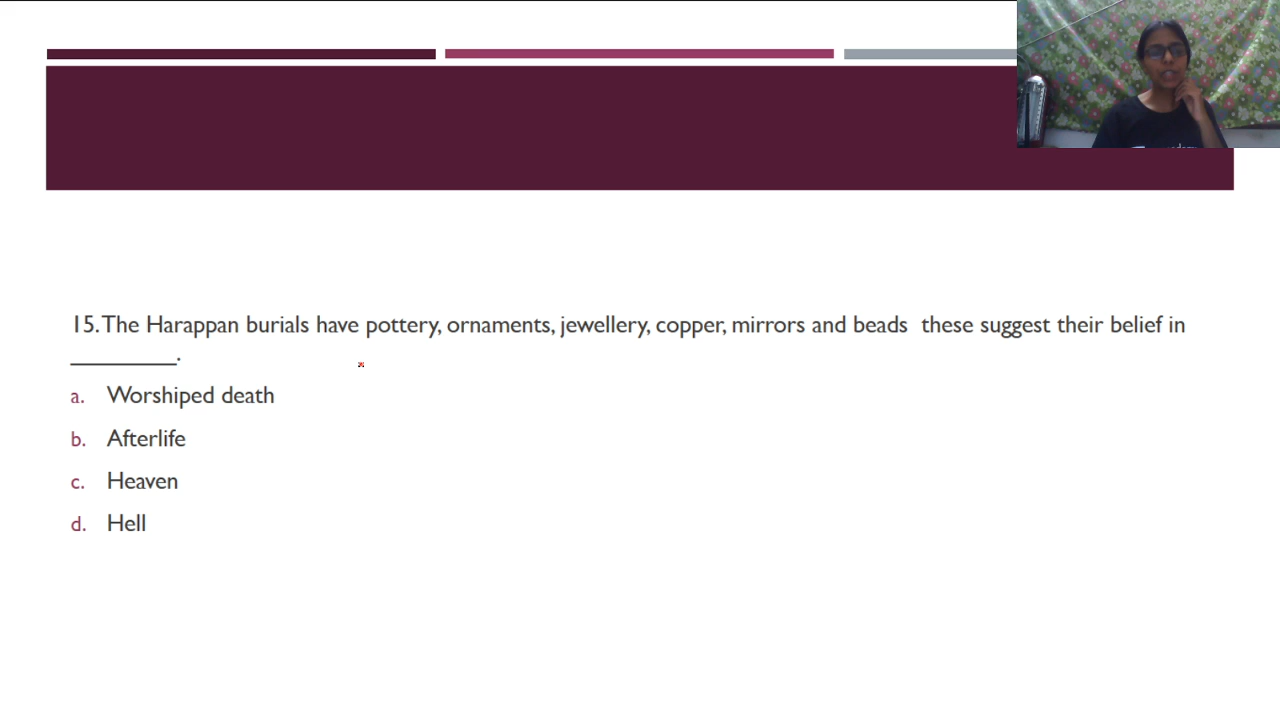 15. The Harappan burials have pottery, ornaments, jewellery, copper, mirrors and beads  these suggest their belief in
_________.
a. Worshiped death
b. Afterlife
c. Heaven
d. Hell